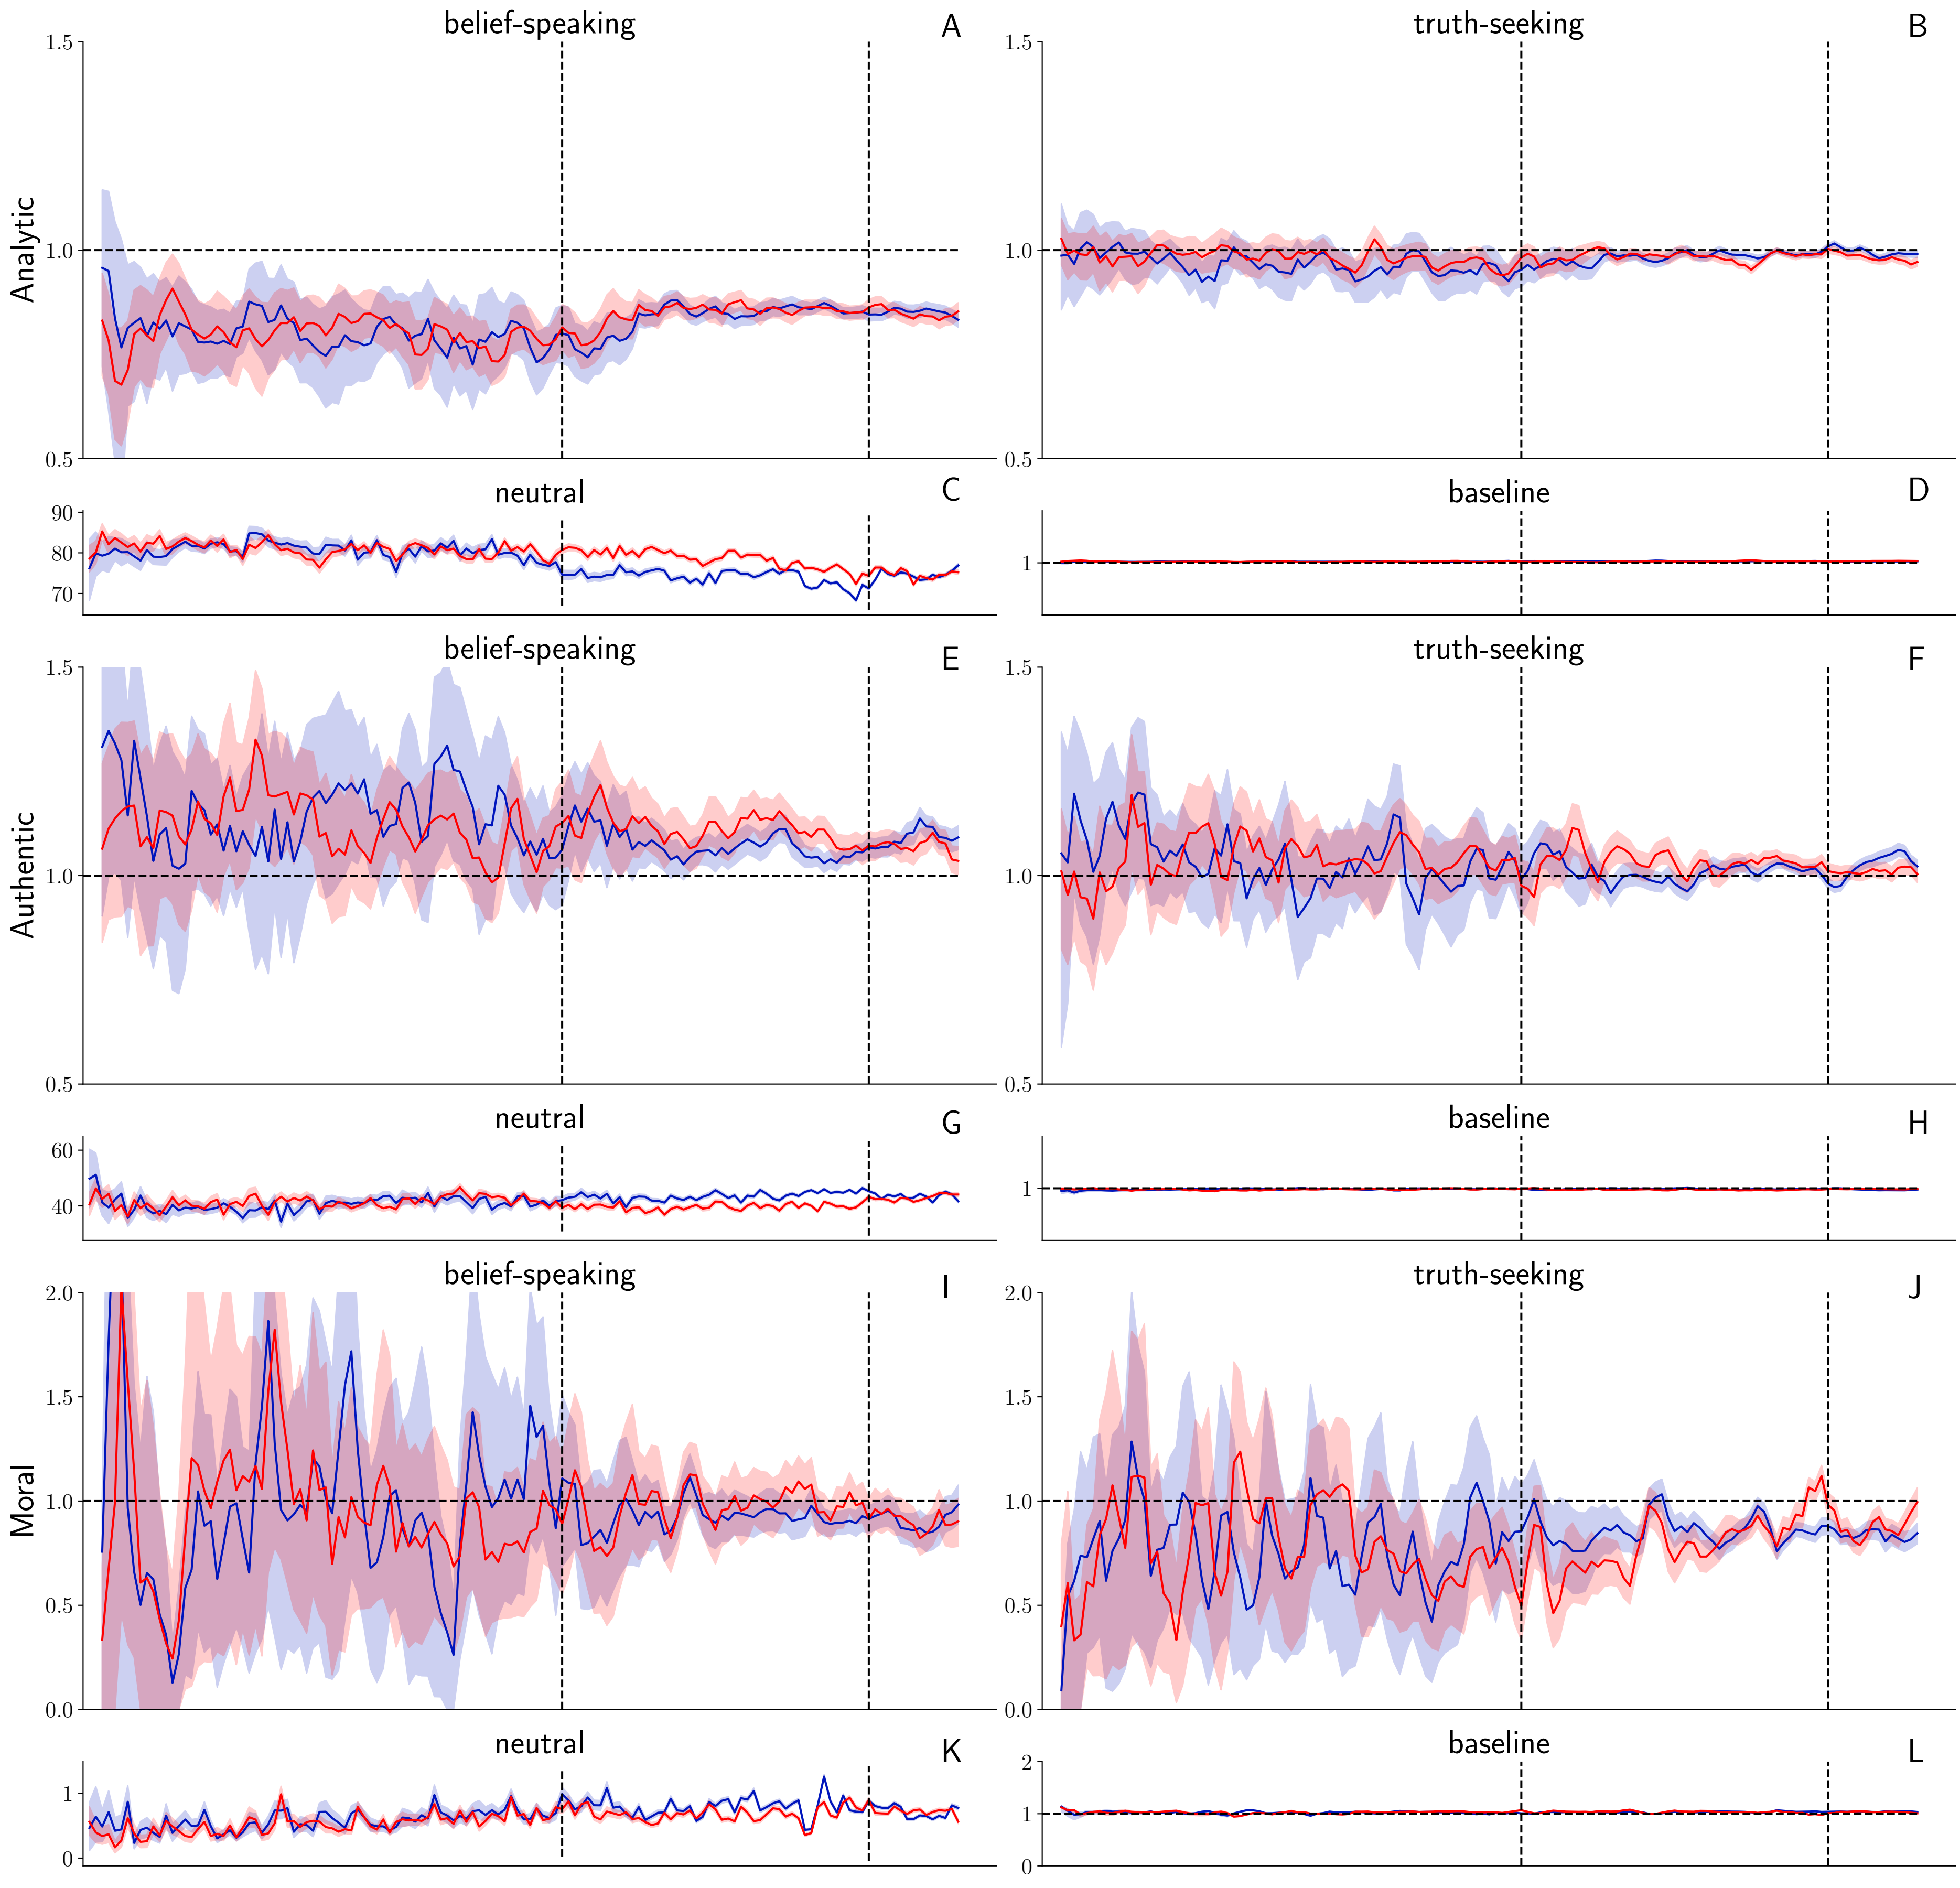 belief-speaking A
truth-seeking B
Analytic
1.5
1.0
0.5
1.5
1.0
0.5
neutral C
baseline D
90
80
70
1
belief-speaking E
truth-seeking F
Authentic
1.5
1.0
0.5
1.5
1.0
0.5
neutral G
baseline H
60
40
1
belief-speaking I
truth-seeking J
Moral
2.0
1.5
1.0
0.5
0.0
2.0
1.5
1.0
0.5
0.0
neutral K
baseline L
1
0
2
1
0